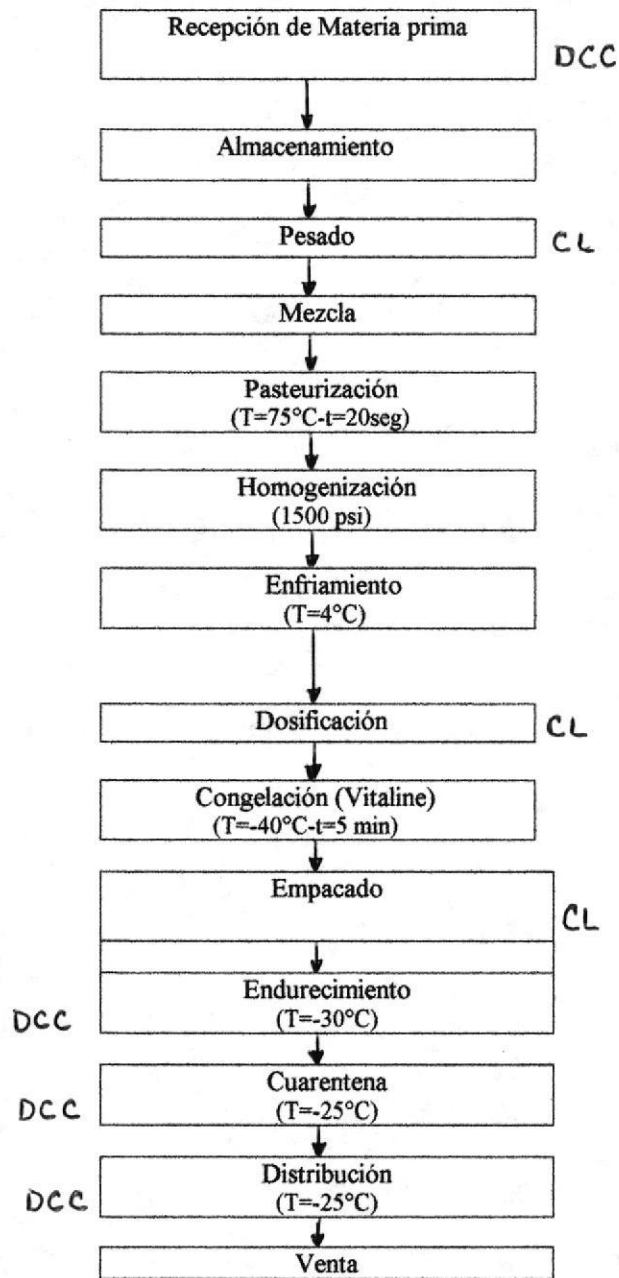 Recepción de Materia prima
DCC
Almacenamiento
Pesado
CL
Mezcla
Pasteurización
(T=75°C-t=20seg)
Homogenización
(1500 psi)
Enfriamiento
(T=4°C)
Dosificación
CL
Congelación (Vitaline)
(T=-40°C-t=5 min)
Empacado
CL
Endurecimiento
(T=-30°C)
DCC
Cuarentena
(T=-25°C)
DCC
Distribución
(T=-25°C)
DCC
Venta